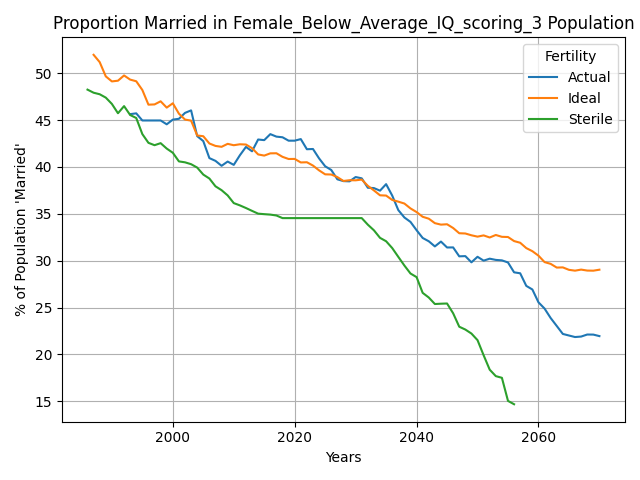 Proportion Married in Female_Below_Average_IQ_scoring_3 Population
% of Population 'Married'
50
45
40
35
30
25
20
15
Fertility
Actual
Ideal
Sterile
2000
2020
2040
2060
Years